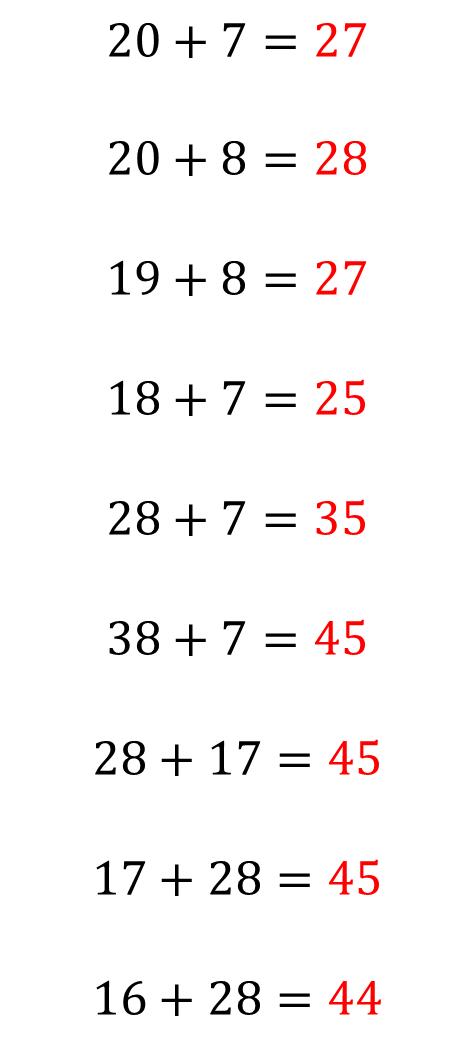 20 + 7 = 27
20 + 8 = 28
19 + 8 = 27
18 + 7 = 25
28 + 7 = 35
38 + 7 = 45
28 + 17 = 45
17 + 28 = 45
16 + 28 = 44